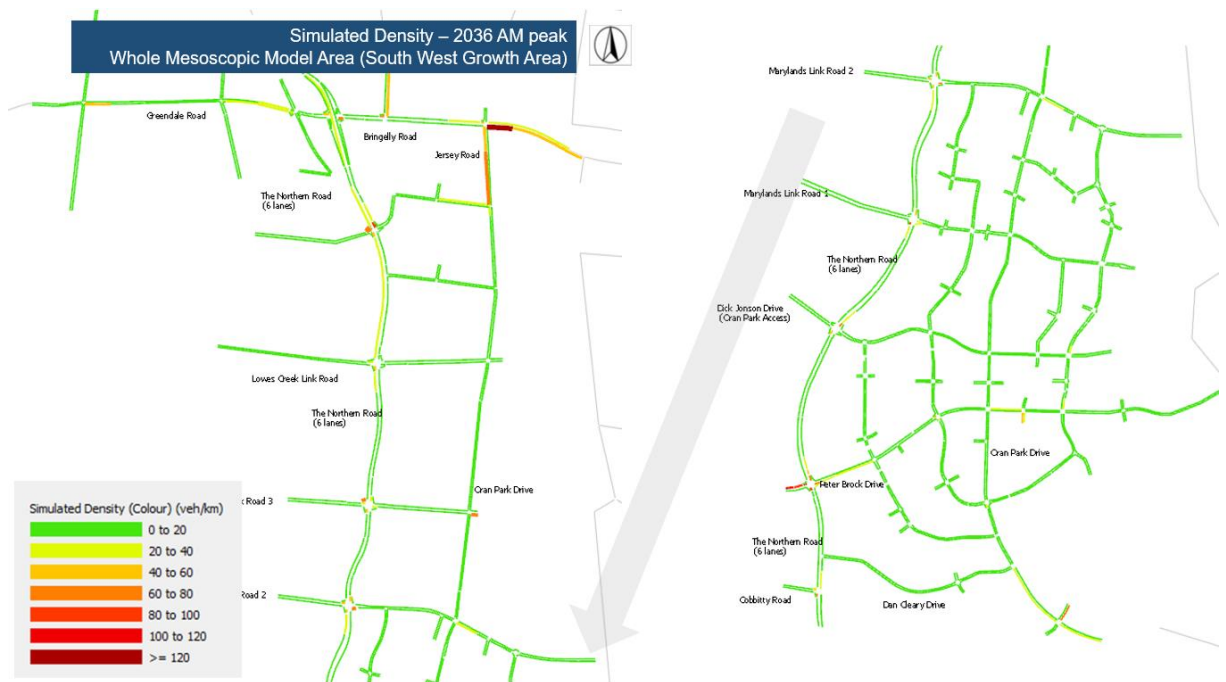 Simulated Density – 2036 AM peak
Whole Mesoscopic Model Area (South West Growth Area)
Greendale Road
Bringelly Road
Jersey Road
The Northern Road
(6 lanes)
Lowes Creek Link Road
The Northern Road
(6 lanes)
Cran Park Drive
k Road 3
Road 2
Simulated Density (Colour) (veh/km)
0 to 20
20 to 40
40 to 60
60 to 80
80 to 100
100 to 120
>= 120
Marylands Link Road 2
Marylands Link Road 1
The Northern Road
(6 lanes)
Dick Jonson Drive
(Cran Park Access)
Cran Park Drive
Peter Brock Drive
The Northern Road
(6 lanes)
Cobbitty Road
Dan Cleary Drive